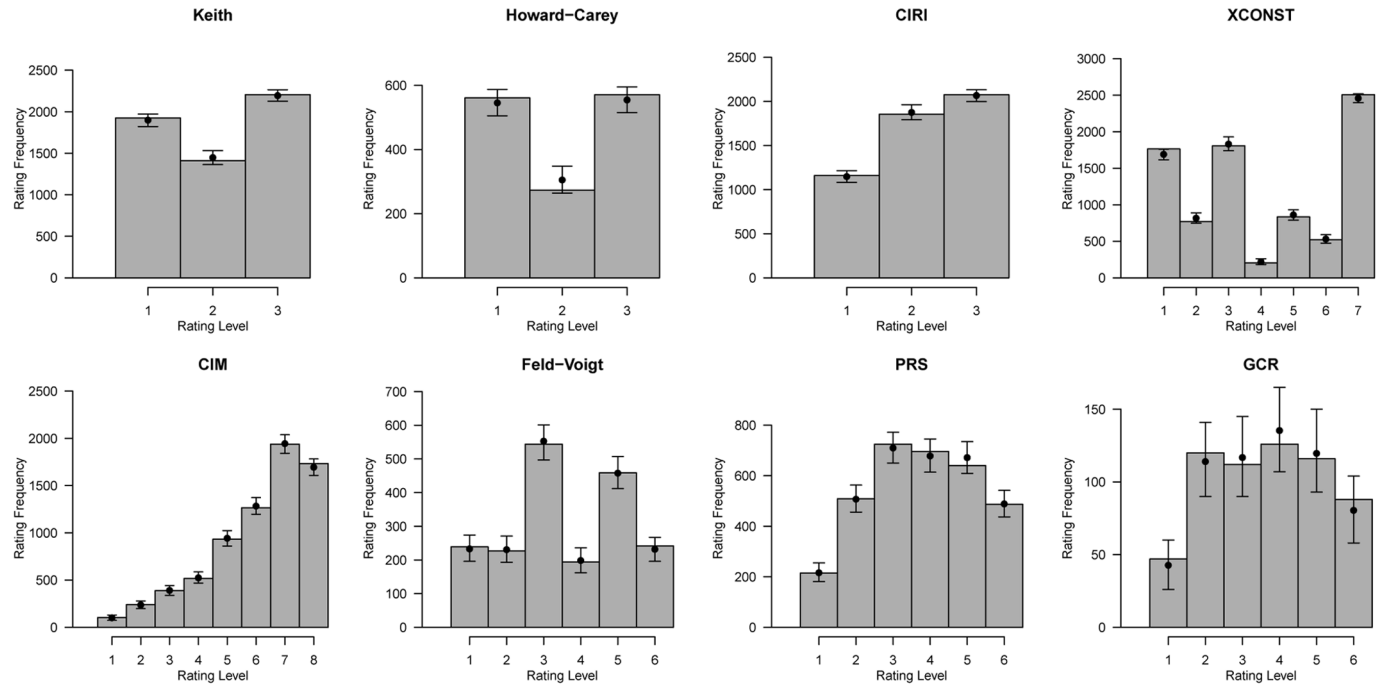 Keith
Rating Frequency
2500
2000
1500
1000
500
0
1 2 3
Rating Level
Howard−Carey
Rating Frequency
600
400
200
0
1 2 3
Rating Level
CIRI
Rating Frequency
2500
2000
1500
1000
500
0
1 2 3
Rating Level
XCONST
Rating Frequency
3000
2500
2000
1500
1000
500
0
1 2 3 4 5 6 7
Rating Level
CIM
Rating Frequency
2500
2000
1500
1000
500
0
1 2 3 4 5 6 7 8
Rating Level
Feld−Voigt
Rating Frequency
700
600
500
400
300
200
100
0
1 2 3 4 5 6
Rating Level
PRS
Rating Frequency
800
600
400
200
0
1 2 3 4 5 6
Rating Level
GCR
Rating Frequency
150
100
50
0
1 2 3 4 5 6
Rating Level